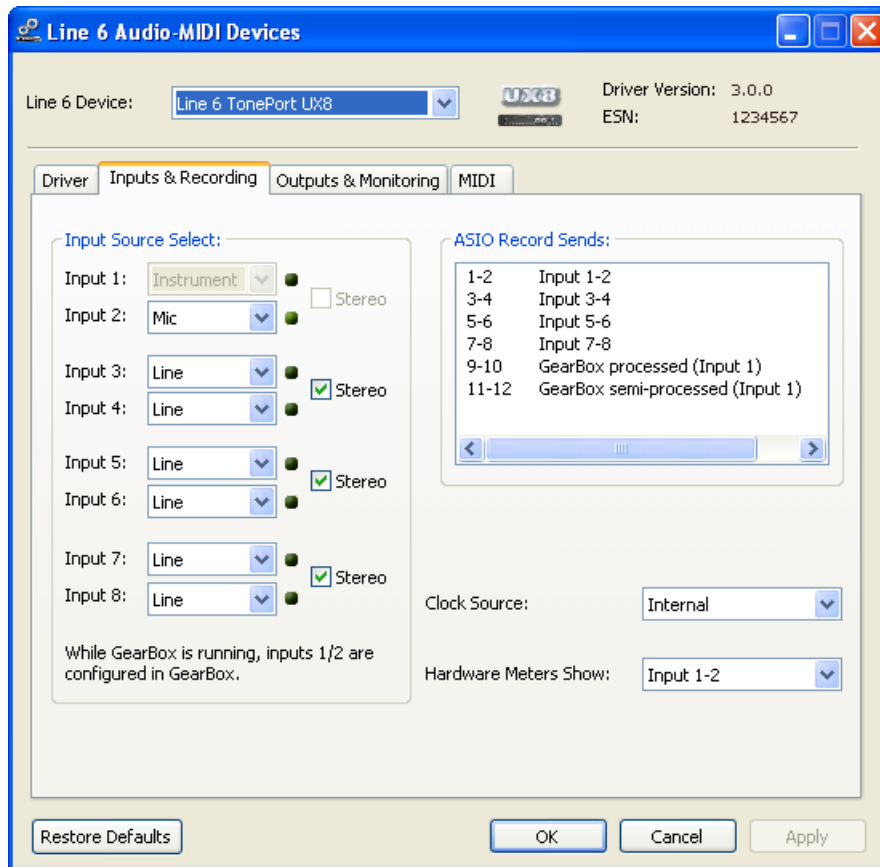 Line 6 Audio-MIDI Devices
Line 6 Device:
Line 6 TonePort UX8
UX8
Driver Version: 3.0.0
ESN: 1234567
Driver
Inputs & Recording
Outputs & Monitoring
MIDI
Input Source Select:
Input 1: Instrument
Stereo
Input 2: Mic
Input 3: Line
Stereo
Input 4: Line
Input 5: Line
Stereo
Input 6: Line
Input 7: Line
Stereo
Input 8: Line
While GearBox is running, inputs 1/2 are
configured in GearBox.
ASIO Record Sends:
1-2 Input 1-2
3-4 Input 3-4
5-6 Input 5-6
7-8 Input 7-8
9-10 GearBox processed (Input 1)
11-12 GearBox semi-processed (Input 1)
Clock Source: Internal
Hardware Meters Show: Input 1-2
Restore Defaults
OK
Cancel
Apply